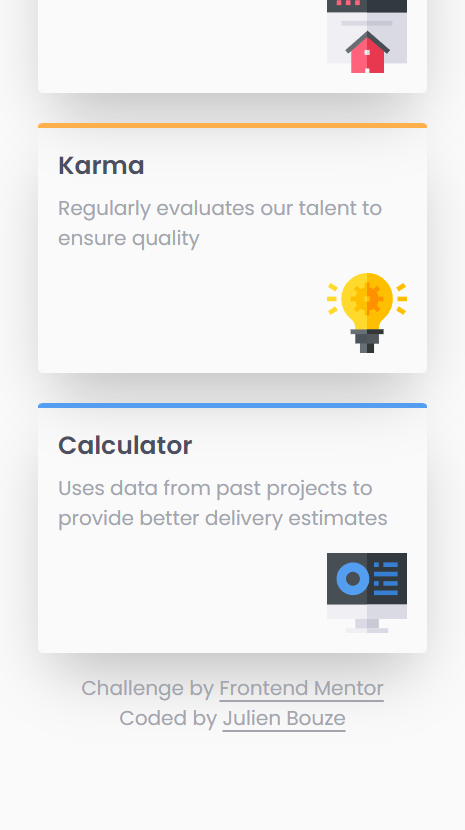 Karma
Regularly evaluates our talent to
ensure quality
Calculator
Uses data from past projects to
provide better delivery estimates
Challenge by Frontend Mentor
Coded by Julien Bouze